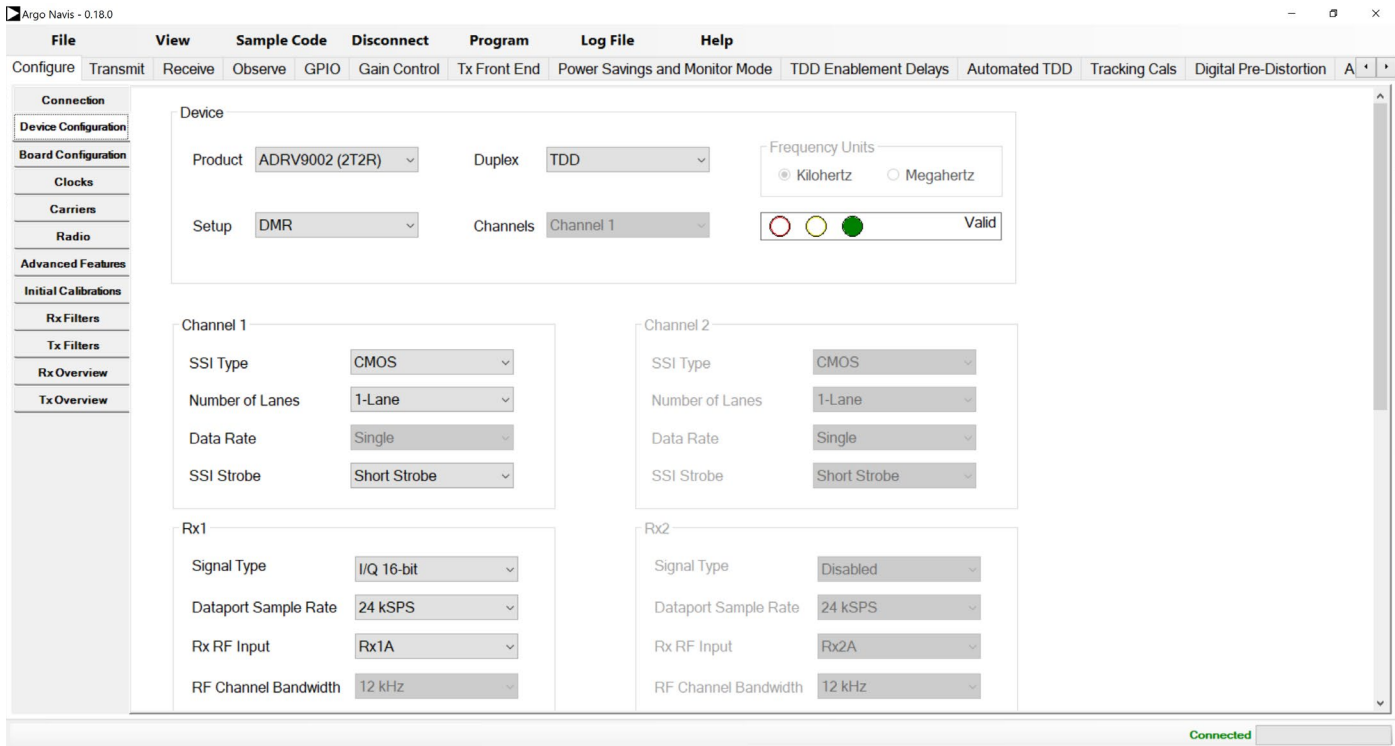 Argo Navis - 0.18.0
File View Sample Code Disconnect Program Log File Help
Configure Transmit Receive Observe GPIO Gain Control Tx Front End Power Savings and Monitor Mode TDD Enablement Delays Automated TDD Tracking Cals Digital Pre-Distortion A
Connection
Device Configuration
Board Configuration
Clocks
Carriers
Radio
Advanced Features
Initial Calibrations
Rx Filters
Tx Filters
Rx Overview
Tx Overview
Device
Product ADRV9002 (2T2R) Duplex TDD
Frequency Units
Kilohertz Megahertz
Setup DMR Channels Channel 1 Valid
Channel 1
SSI Type CMOS
Number of Lanes 1-Lane
Data Rate Single
SSI Strobe Short Strobe
Channel 2
SSI Type CMOS
Number of Lanes 1-Lane
Data Rate Single
SSI Strobe Short Strobe
Rx1
Signal Type I/Q 16-bit
Dataport Sample Rate 24 kSPS
Rx RF Input Rx1A
RF Channel Bandwidth 12 kHz
Rx2
Signal Type Disabled
Dataport Sample Rate 24 kSPS
Rx RF Input Rx2A
RF Channel Bandwidth 12 kHz
Connected